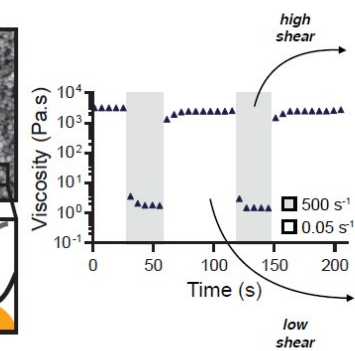 high
shear
Viscosity (Pa.s)
10⁴
10³
10²
10¹
10⁰
10⁻¹
500 s⁻¹
0.05 s⁻¹
0 50 100 150 200
Time (s)
low
shear